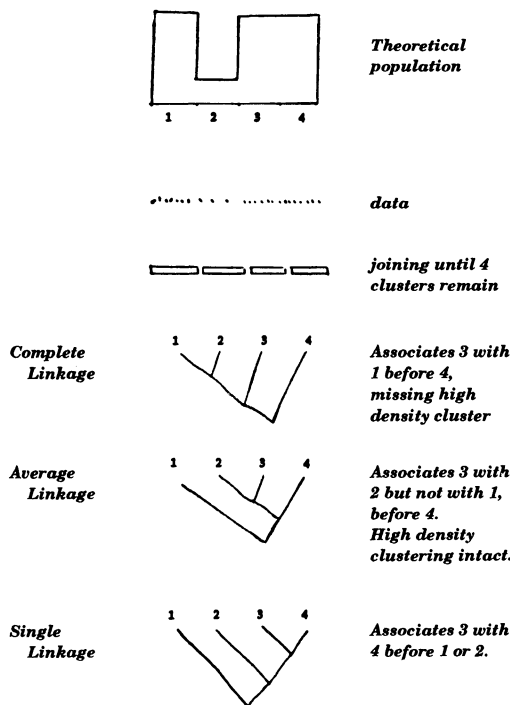 Theoretical
population
1 2 3 4
data
joining until 4
clusters remain
Complete
Linkage
1 2 3 4
Associates 3 with
1 before 4,
missing high
density cluster
Average
Linkage
1 2 3 4
Associates 3 with
2 but not with 1,
before 4.
High density
clustering intact.
Single
Linkage
1 2 3 4
Associates 3 with
4 before 1 or 2.